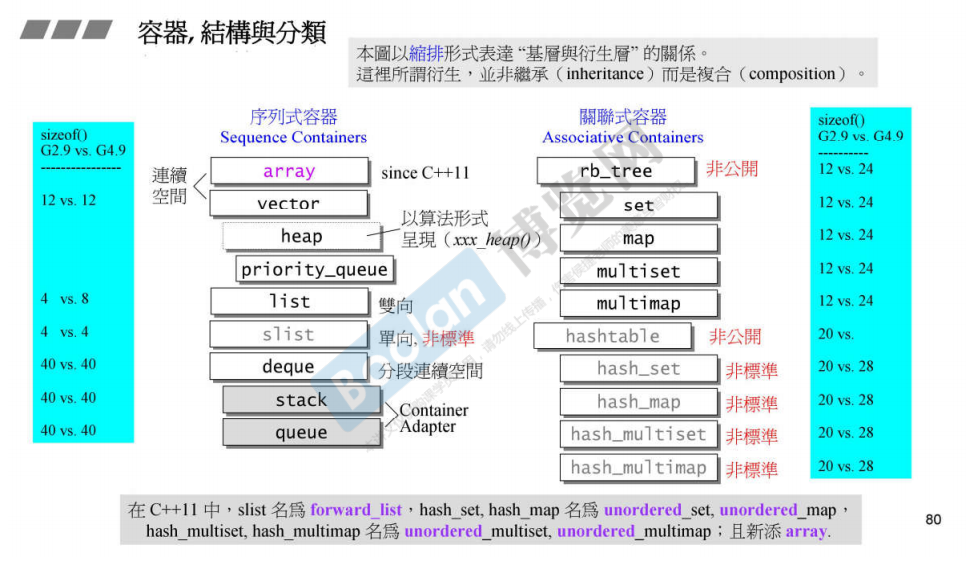 容器, 結構與分類
本圖以縮排形式表達 “基層與衍生層” 的關係。
這裡所謂衍生，並非繼承（inheritance）而是複合（composition）。
sizeof()
G2.9 vs. G4.9
----------------
12 vs. 12
4 vs. 8
4 vs. 4
40 vs. 40
40 vs. 40
40 vs. 40
序列式容器
Sequence Containers
連續
空間
array
since C++11
vector
heap
以算法形式
呈現（xxx_heap()）
priority_queue
list
雙向
slist
單向, 非標準
deque
分段連續空間
stack
queue
Container
Adapter
關聯式容器
Associative Containers
rb_tree
非公開
set
map
multiset
multimap
hashtable
非公開
hash_set
非標準
hash_map
非標準
hash_multiset
非標準
hash_multimap
非標準
sizeof()
G2.9 vs. G4.9
----------
12 vs. 24
12 vs. 24
12 vs. 24
12 vs. 24
12 vs. 24
20 vs.
20 vs. 28
20 vs. 28
20 vs. 28
20 vs. 28
Boolan
博览网
在 C++11 中，slist 名爲 forward_list，hash_set, hash_map 名爲 unordered_set, unordered_map，
hash_multiset, hash_multimap 名爲 unordered_multiset, unordered_multimap；且新添 array.
80